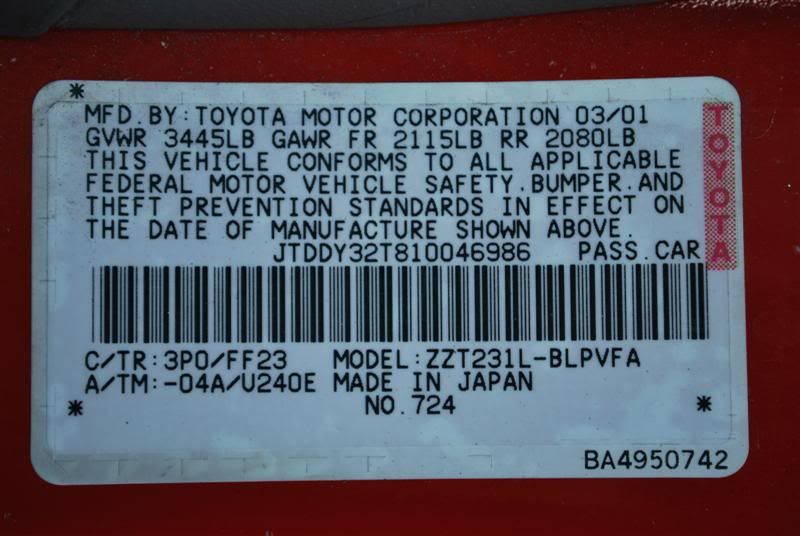 *
MFD. BY: TOYOTA MOTOR CORPORATION 03/01
GVWR 3445LB GAWR FR 2115LB RR 2080LB
THIS VEHICLE CONFORMS TO ALL APPLICABLE
FEDERAL MOTOR VEHICLE SAFETY. BUMPER. AND
THEFT PREVENTION STANDARDS IN EFFECT ON
THE DATE OF MANUFACTURE SHOWN ABOVE.
JTDDY32T810046986 PASS. CAR
TOYOTA
C/TR: 3P0/FF23 MODEL: ZZT231L-BLPVFA
A/TM: -04A/U240E MADE IN JAPAN
* NO. 724 *
BA4950742